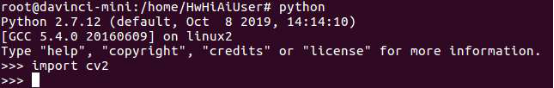 root@davinci-mini:/home/HwHiAiUser# python
Python 2.7.12 (default, Oct  8 2019, 14:14:10)
[GCC 5.4.0 20160609] on linux2
Type "help", "copyright", "credits" or "license" for more information.
>>> import cv2
>>>